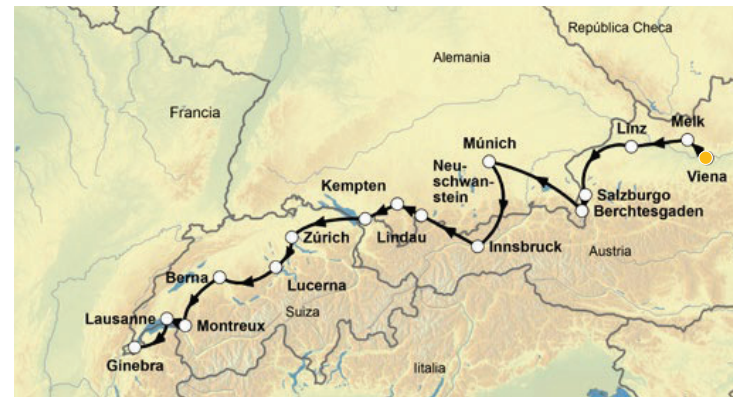 República Checa
Alemania
Francia
Melk
Linz
Múnich
Neu-
schwan-
stein
Viena
Kempten
Salzburgo
Berchtesgaden
Zúrich
Lindau
Innsbruck
Austria
Berna
Lucerna
Lausanne
Suiza
Montreux
Ginebra
Iitalia